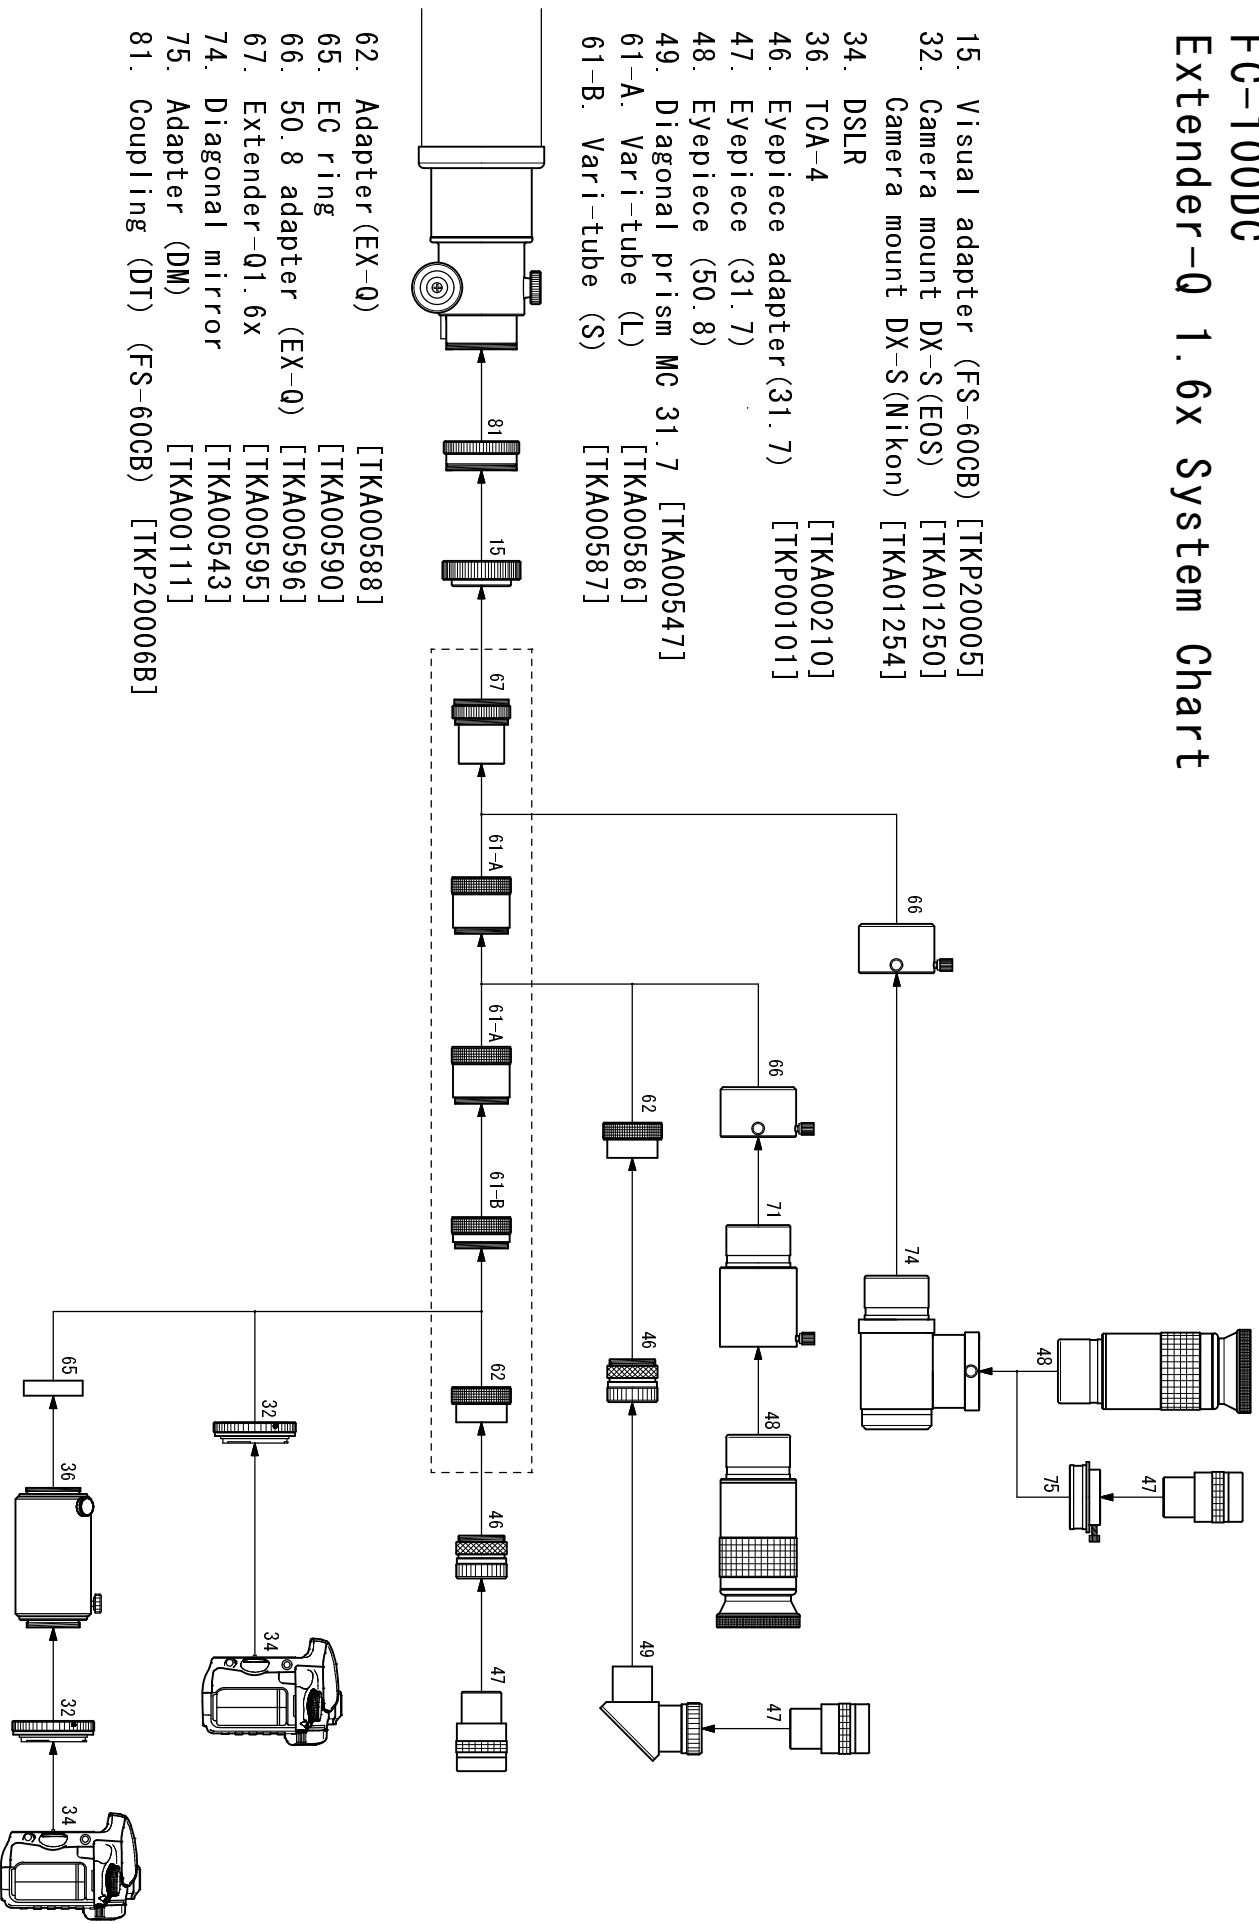 FC-100DC
Extender-Q 1.6x System Chart
15. Visual adapter (FS-60CB) [TKP20005]
32. Camera mount DX-S(EOS) [TKA01250]
Camera mount DX-S(Nikon) [TKA01254]
34. DSLR
36. TCA-4 [TKA00210]
46. Eyepiece adapter(31.7) [TKP00101]
47. Eyepiece (31.7)
48. Eyepiece (50.8)
49. Diagonal prism MC 31.7 [TKA00547]
61-A. Vari-tube (L) [TKA00586]
61-B. Vari-tube (S) [TKA00587]
62. Adapter(EX-Q) [TKA00588]
65. EC ring [TKA00590]
66. 50.8 adapter (EX-Q) [TKA00596]
67. Extender-Q1.6x [TKA00595]
74. Diagonal mirror [TKA00543]
75. Adapter (DM) [TKA00111]
81. Coupling (DT) (FS-60CB) [TKP20006B]
47
48
75
66
74
66
71
48
47
62
46
49
81
15
67
61-A
61-A
61-B
62
46
47
32
34
65
36
32
34